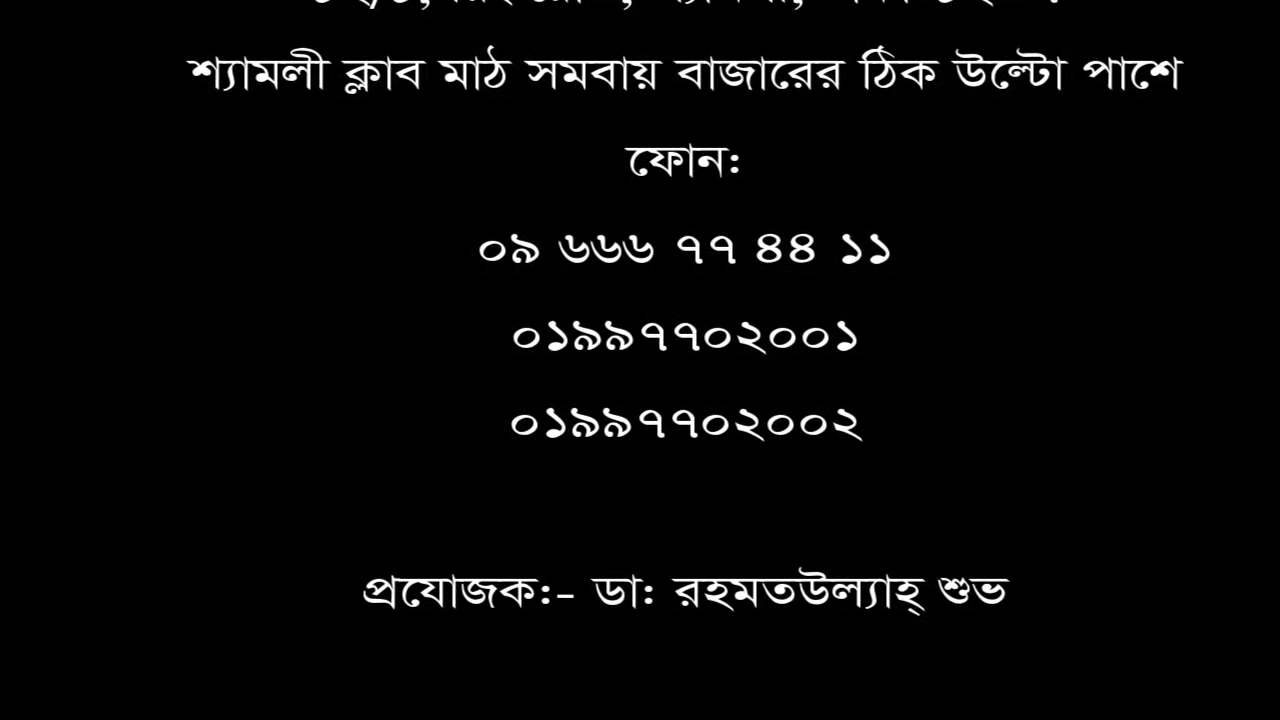 শ্যামলী ক্লাব মাঠ সমবায় বাজারের ঠিক উল্টো পাশে
ফোন:
০৯ ৬৬৬ ৭৭ ৪৪ ১১
০১৯৯৭৭০২০০১
০১৯৯৭৭০২০০২
প্রযোজক:- ডা: রহমতউল্যাহ্ শুভ